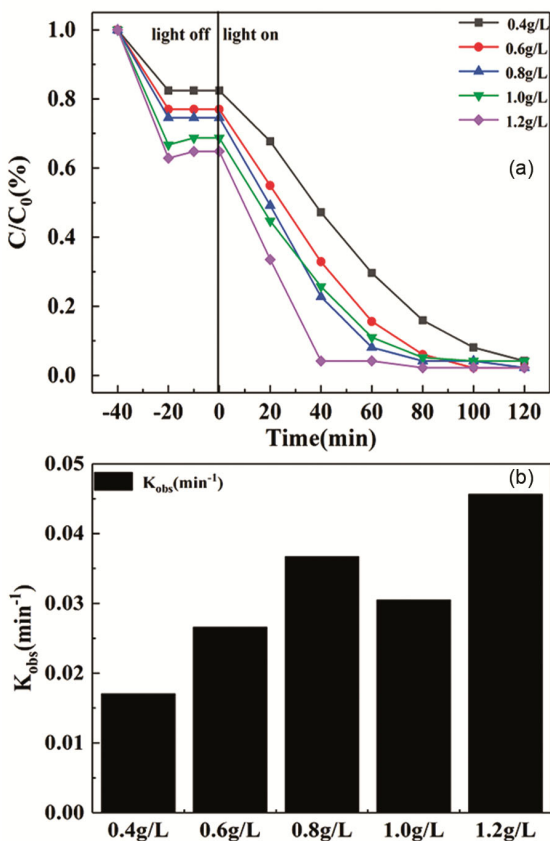 light off light on
0.4g/L
0.6g/L
0.8g/L
1.0g/L
1.2g/L
(a)
C/C₀(%)
1.0
0.8
0.6
0.4
0.2
0.0
-40 -20 0 20 40 60 80 100 120
Time(min)
(b)
K_obs(min⁻¹)
K_obs(min⁻¹)
0.05
0.04
0.03
0.02
0.01
0.00
0.4g/L 0.6g/L 0.8g/L 1.0g/L 1.2g/L